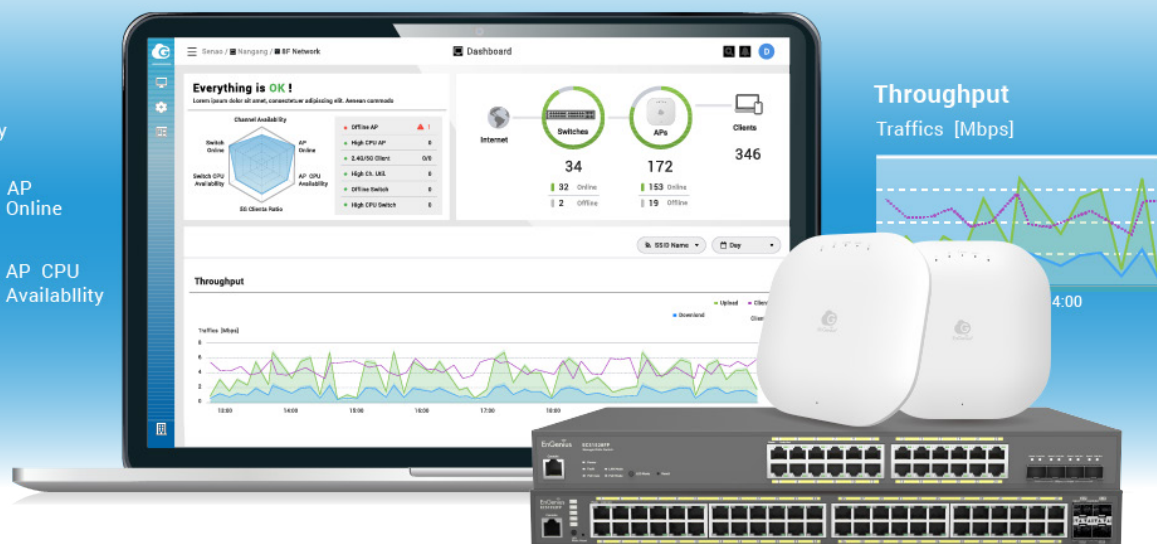 Senao / Nangang / BF Network
Dashboard
D
Everything is OK !
Lorem ipsum dolor sit amet, consectetuer adipiscing elit. Aenean commodo
Channel Availability
Switch Online
AP Online
Switch CPU Availability
AP CPU Availability
5G Clients Ratio
Offline AP 1
High CPU AP 0
2.4G/5G Client 0/0
High Ch. Util. 0
Offline Switch 0
High CPU Switch 0
Internet
Switches
34
32 Online
2 Offline
APs
172
153 Online
19 Offline
Clients
346
SSID Name
Day
Throughput
Upload
Download
Traffics [Mbps]
8
6
4
2
0
13:00 14:00 15:00 16:00 17:00 18:00
y
AP
Online
AP CPU
Availabllity
Throughput
Traffics [Mbps]
4:00
EnGenius
EnGenius
EnGenius
Console
EnGenius